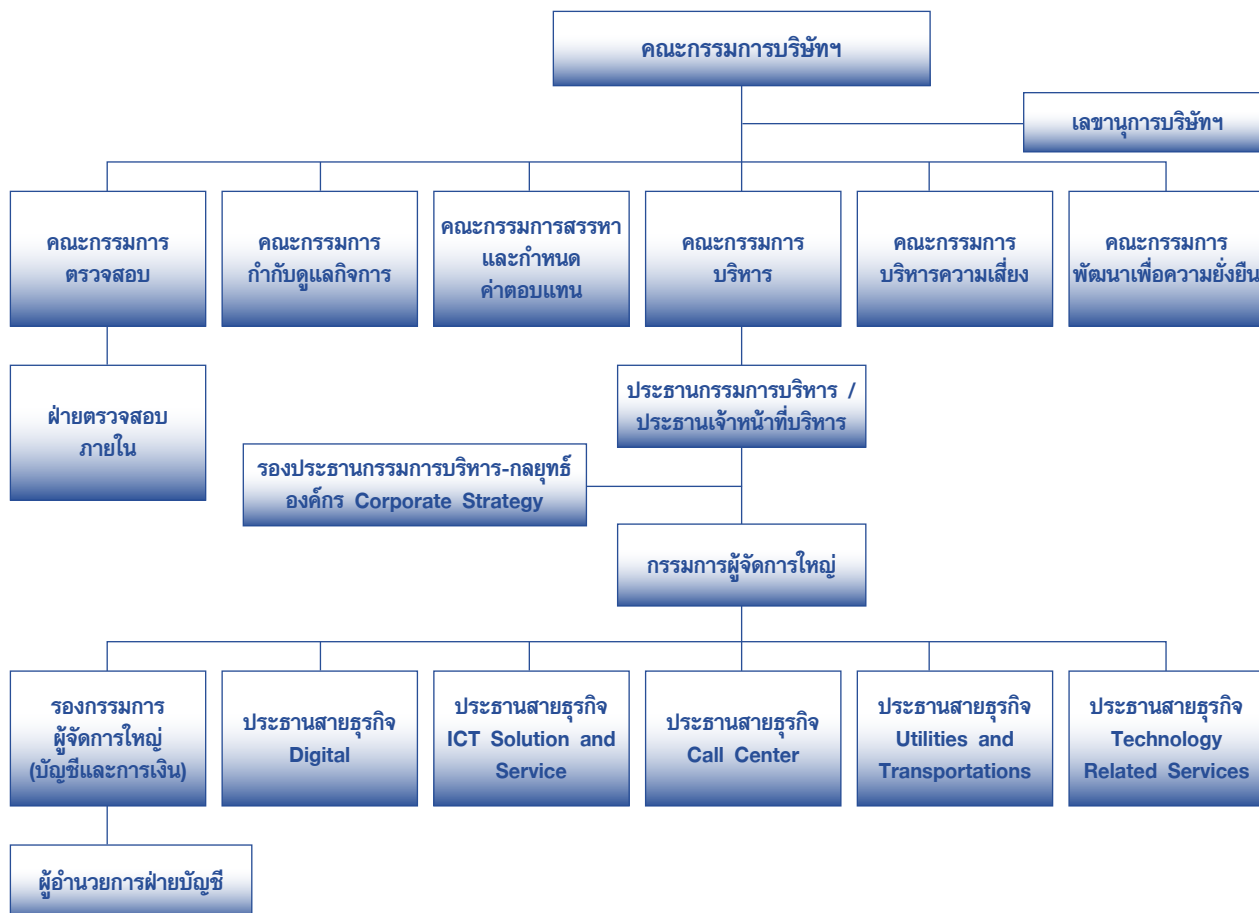 คณะกรรมการบริษัทฯ
เลขานุการบริษัทฯ
คณะกรรมการ
ตรวจสอบ
คณะกรรมการ
กำกับดูแลกิจการ
คณะกรรมการสรรหา
และกำหนด
ค่าตอบแทน
คณะกรรมการ
บริหาร
คณะกรรมการ
บริหารความเสี่ยง
คณะกรรมการ
พัฒนาเพื่อความยั่งยืน
ฝ่ายตรวจสอบ
ภายใน
ประธานกรรมการบริหาร /
ประธานเจ้าหน้าที่บริหาร
รองประธานกรรมการบริหาร-กลยุทธ์
องค์กร Corporate Strategy
กรรมการผู้จัดการใหญ่
รองกรรมการ
ผู้จัดการใหญ่
(บัญชีและการเงิน)
ประธานสายธุรกิจ
Digital
ประธานสายธุรกิจ
ICT Solution and
Service
ประธานสายธุรกิจ
Call Center
ประธานสายธุรกิจ
Utilities and
Transportations
ประธานสายธุรกิจ
Technology
Related Services
ผู้อำนวยการฝ่ายบัญชี